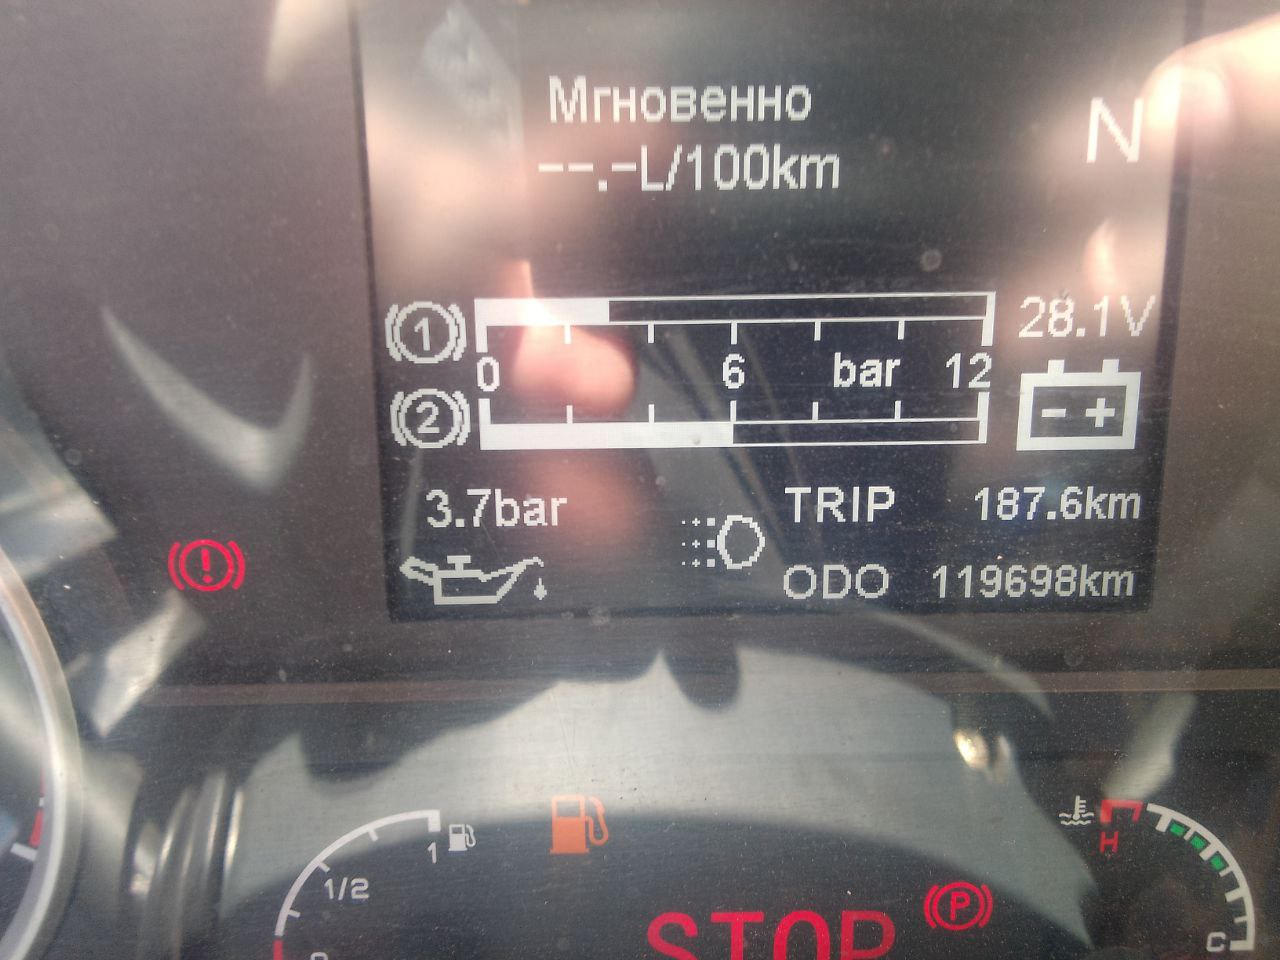 Мгновенно
N
--.-L/100km
1
28.1V
0 6 bar 12
2
- +
3.7bar
TRIP 187.6km
!
ODO 119698km
1
H
1/2
P
STOP
C